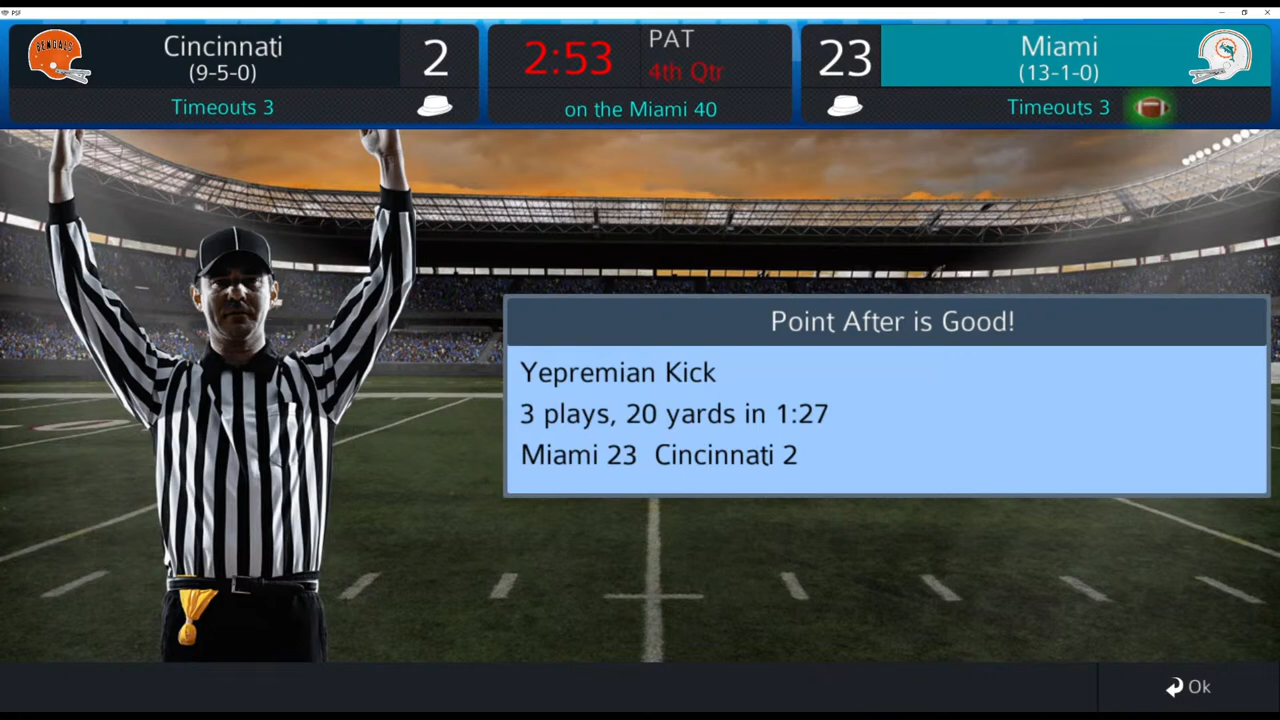 PSF
BENGALS
Cincinnati
(9-5-0)
2
Timeouts 3
2:53
PAT
4th Qtr
on the Miami 40
23
Miami
(13-1-0)
Timeouts 3
Point After is Good!
Yepremian Kick
3 plays, 20 yards in 1:27
Miami 23 Cincinnati 2
Ok